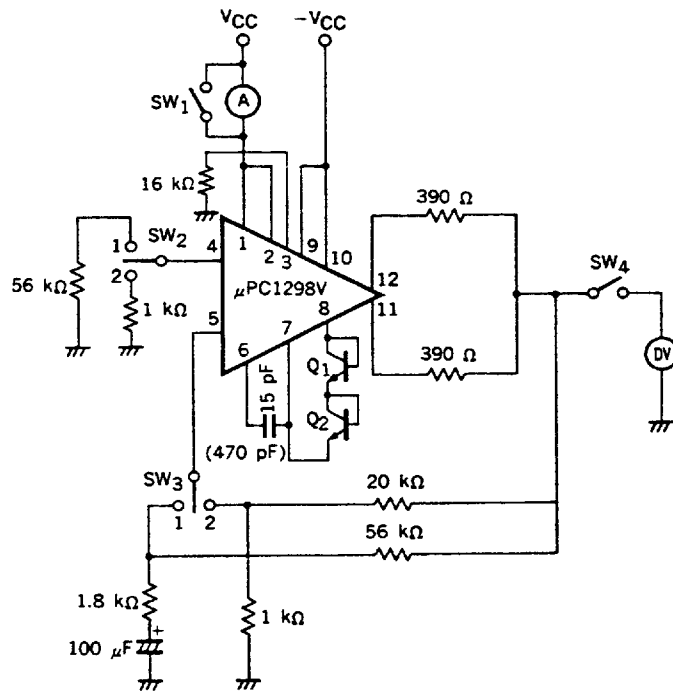 VCC
-VCC
SW1
A
16 kΩ
390 Ω
1
2
3
9
10
SW2
1
2
4
μPC1298V
12
11
SW4
56 kΩ
1 kΩ
5
6
7
8
15 pF
(470 pF)
Q1
Q2
390 Ω
DV
SW3
1
2
20 kΩ
56 kΩ
1.8 kΩ
+
100 μF
1 kΩ